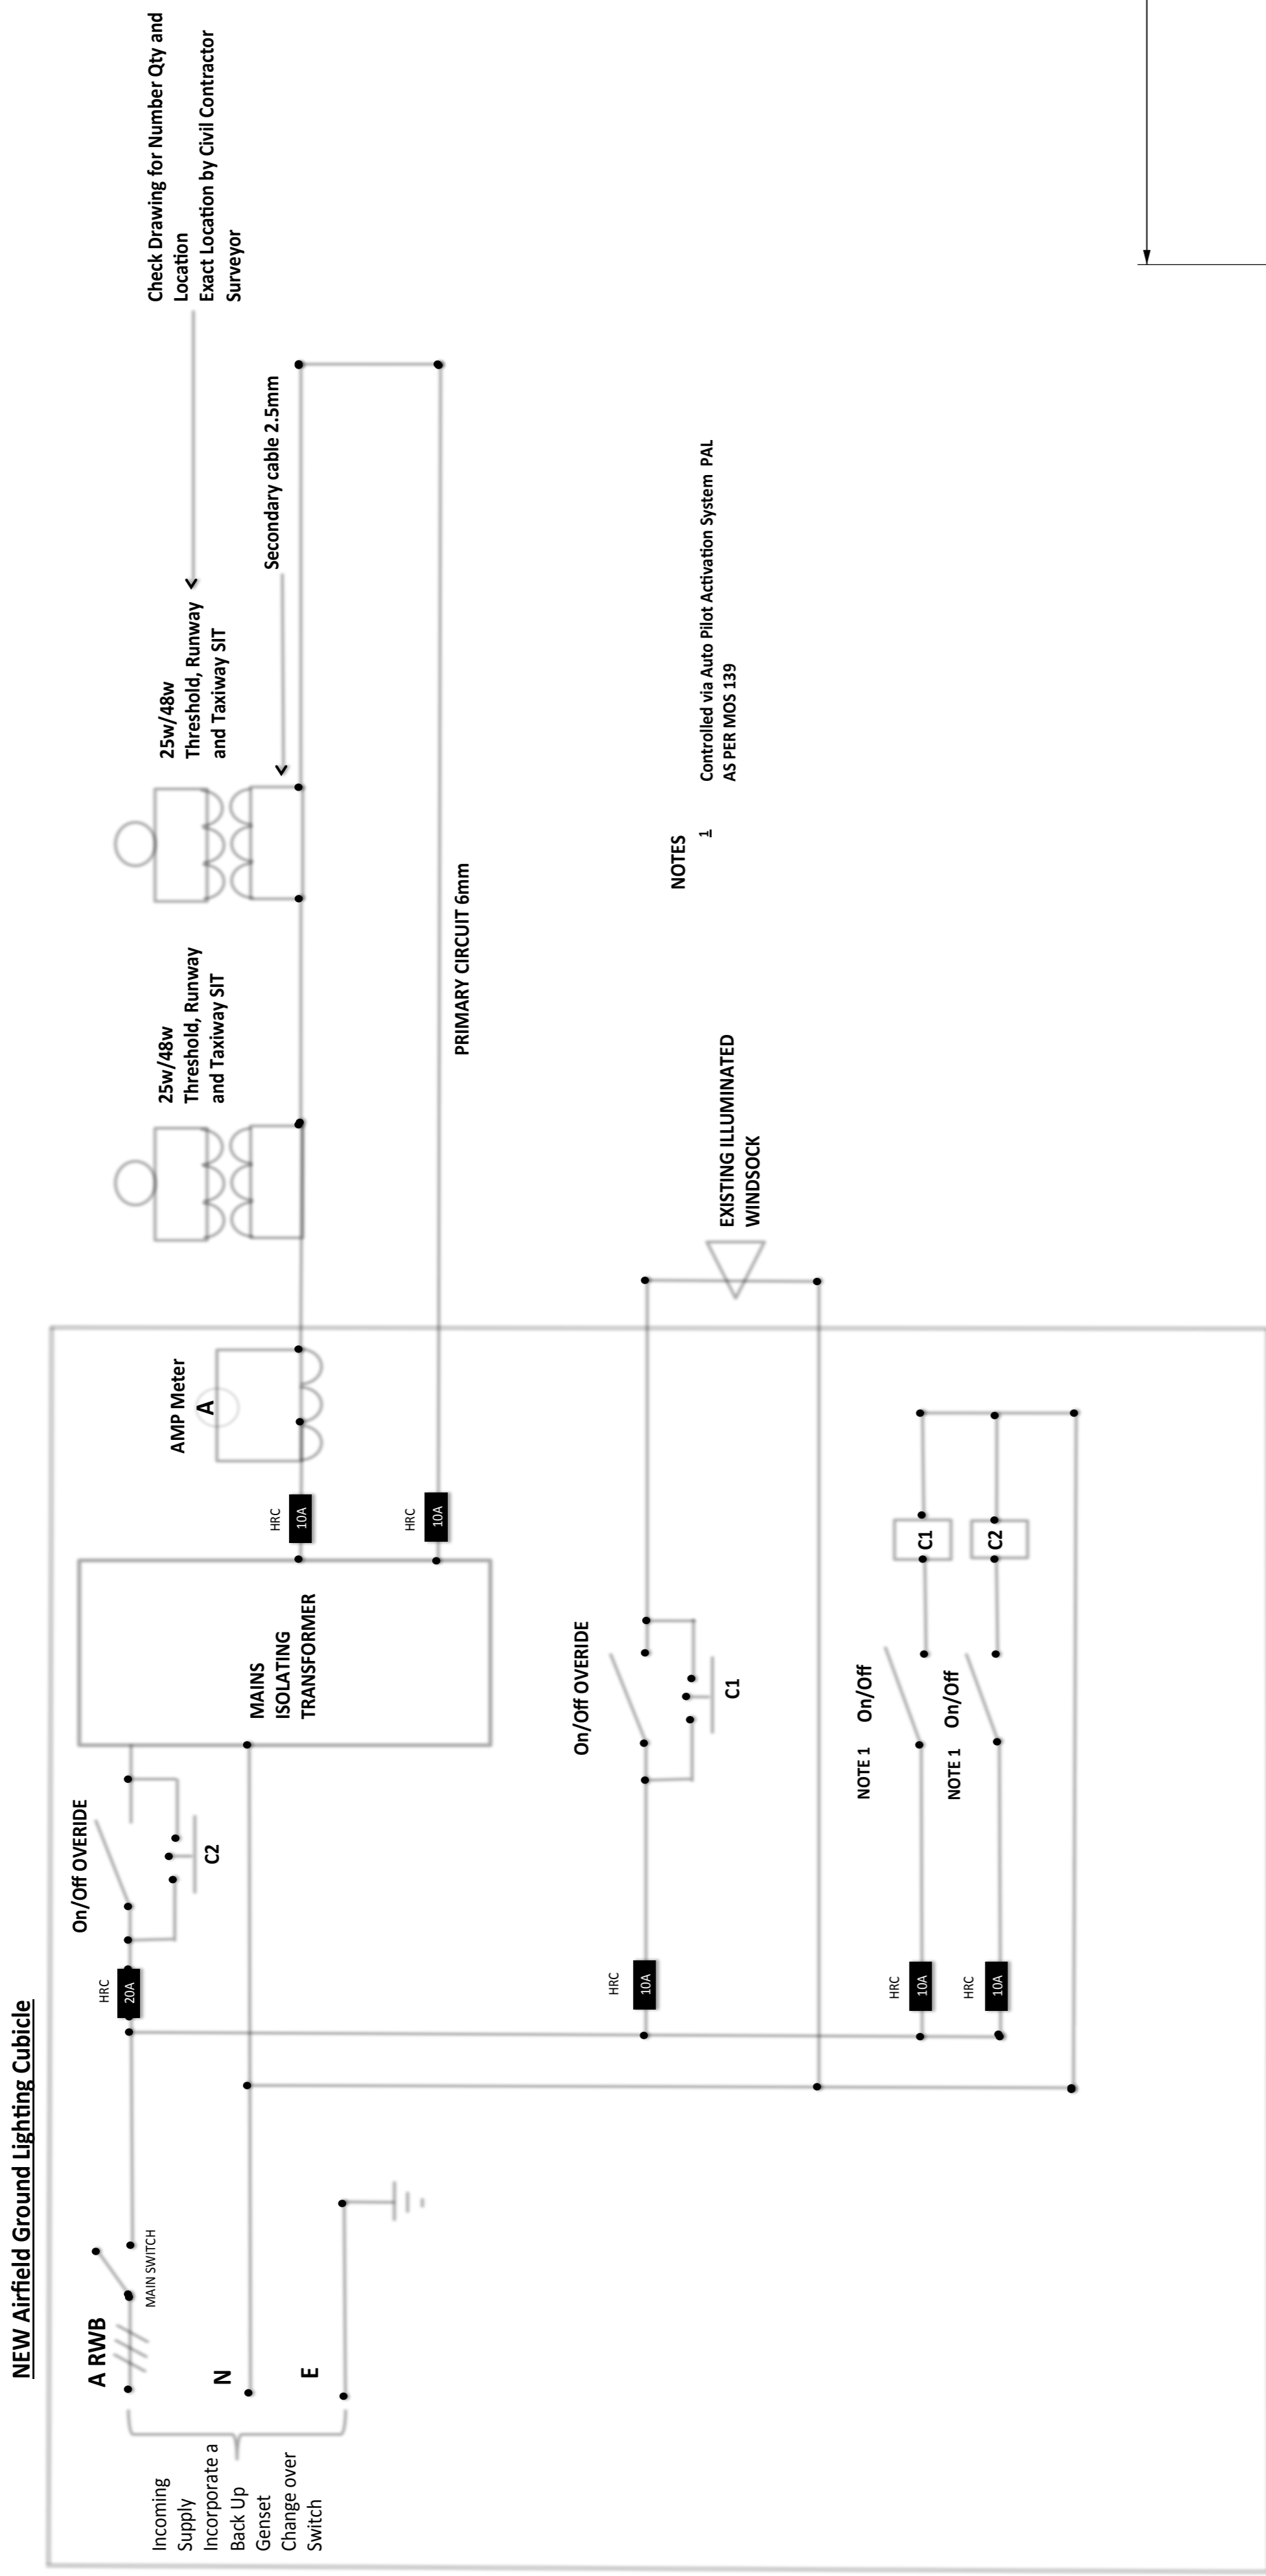 NEW Airfield Ground Lighting Cubicle
Incoming
Supply
Incorporate a
Back Up
Genset
Change over
Switch
A RWB
N
E
MAIN SWITCH
HRC
20A
On/Off OVERIDE
C2
MAINS
ISOLATING
TRANSFORMER
HRC
10A
HRC
10A
AMP Meter
A
25w/48w
Threshold, Runway
and Taxiway SIT
25w/48w
Threshold, Runway
and Taxiway SIT
Check Drawing for Number Qty and
Location
Exact Location by Civil Contractor
Surveyor
Secondary cable 2.5mm
PRIMARY CIRCUIT 6mm
HRC
10A
On/Off OVERIDE
C1
EXISTING ILLUMINATED
WINDSOCK
NOTES
1
Controlled via Auto Pilot Activation System PAL
AS PER MOS 139
HRC
10A
NOTE 1 On/Off
C1
HRC
10A
NOTE 1 On/Off
C2